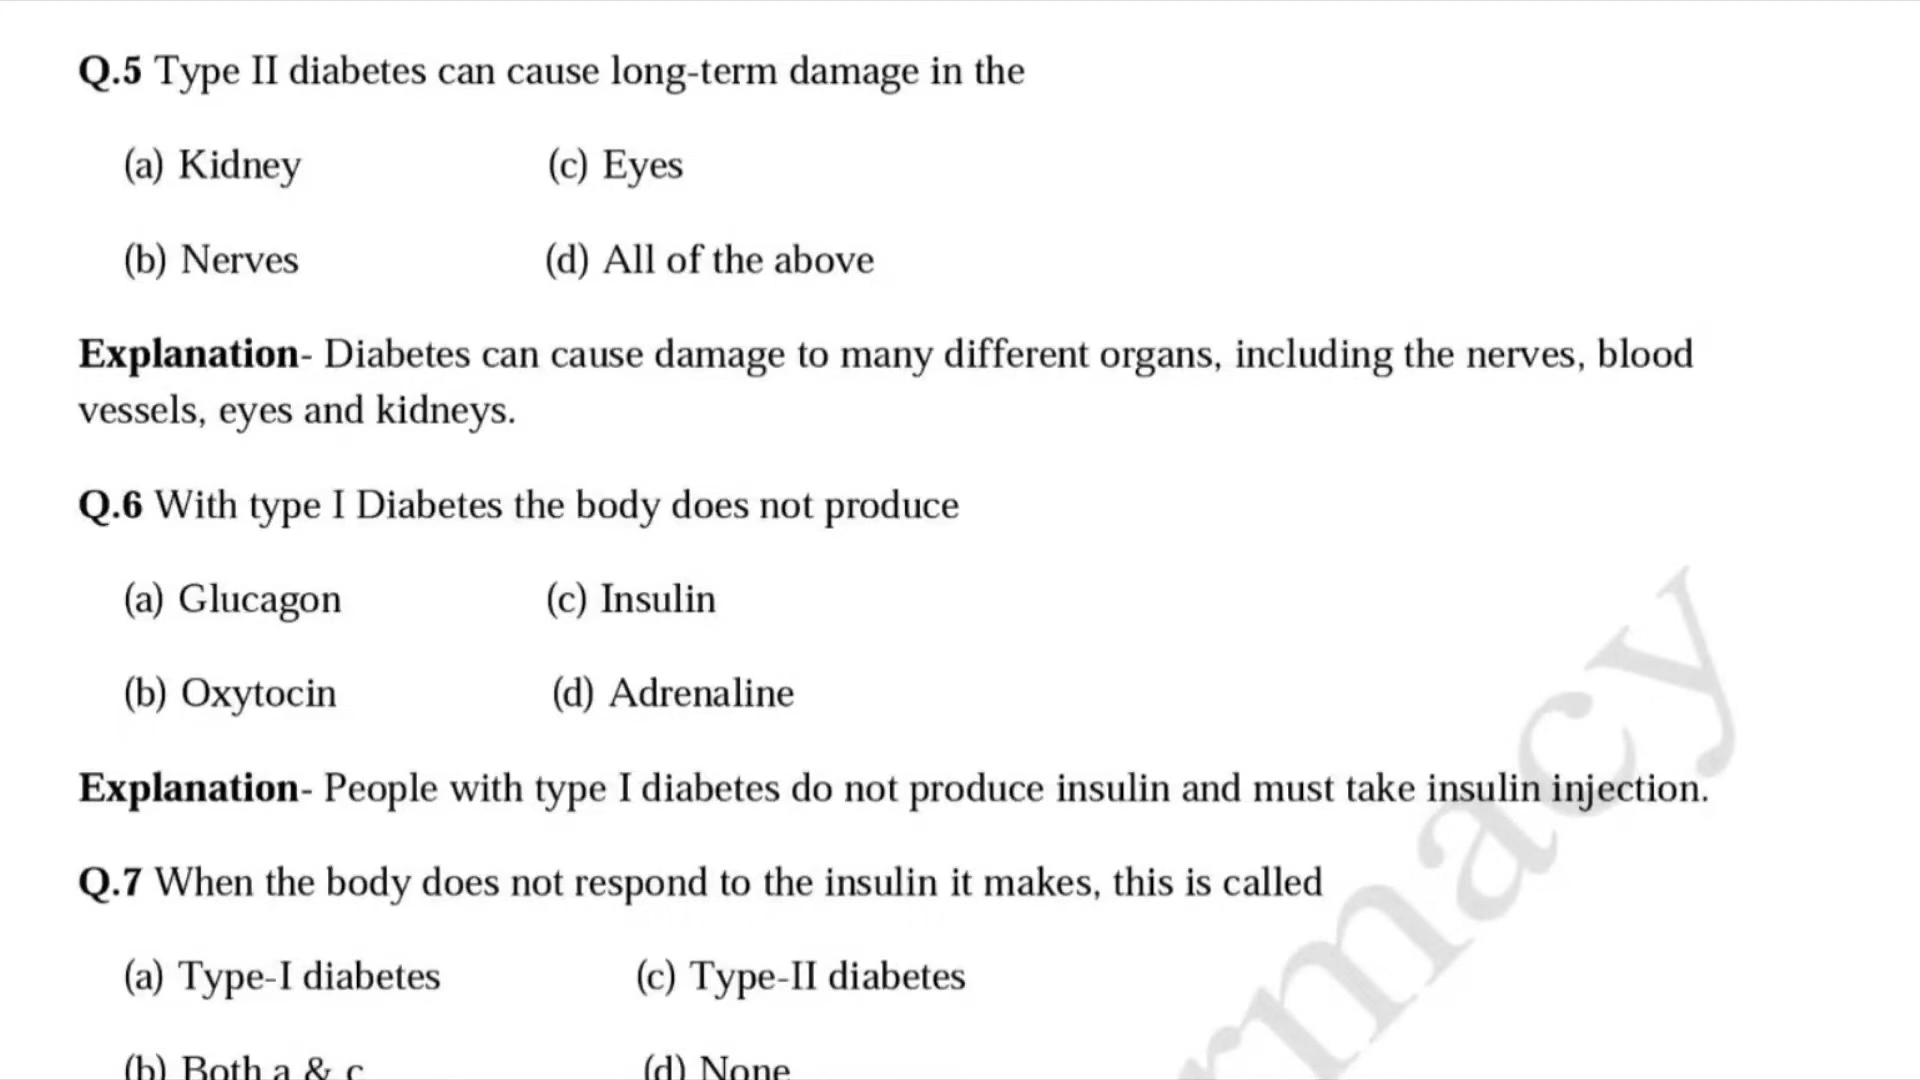 Q.5 Type II diabetes can cause long-term damage in the
(a) Kidney (c) Eyes
(b) Nerves (d) All of the above
Explanation- Diabetes can cause damage to many different organs, including the nerves, blood
vessels, eyes and kidneys.
Q.6 With type I Diabetes the body does not produce
(a) Glucagon (c) Insulin
(b) Oxytocin (d) Adrenaline
Explanation- People with type I diabetes do not produce insulin and must take insulin injection.
Q.7 When the body does not respond to the insulin it makes, this is called
(a) Type-I diabetes (c) Type-II diabetes
(b) Both a & c (d) None
rmacy